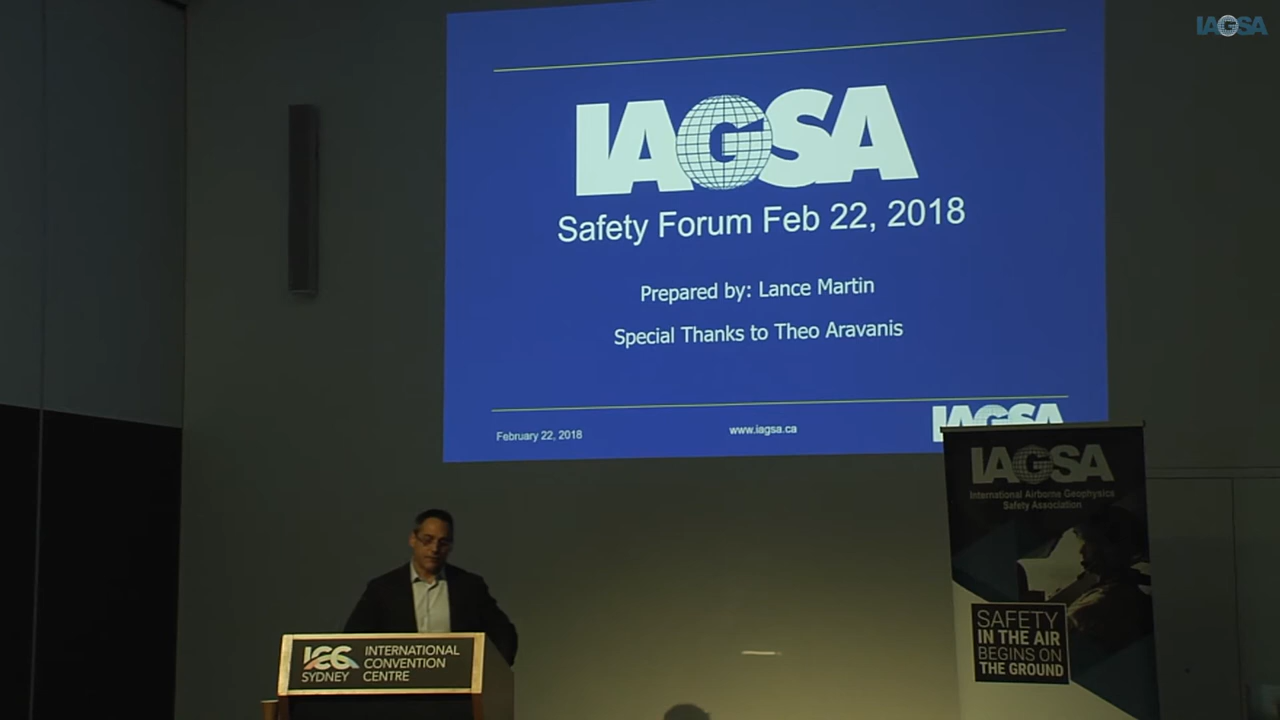 IAGSA
IAGSA
Safety Forum Feb 22, 2018
Prepared by: Lance Martin
Special Thanks to Theo Aravanis
February 22, 2018
www.iagsa.ca
IAGSA
IAGSA
International Airborne Geophysics
Safety Association
SAFETY
IN THE AIR
BEGINS ON
THE GROUND
ICC
SYDNEY
INTERNATIONAL
CONVENTION
CENTRE